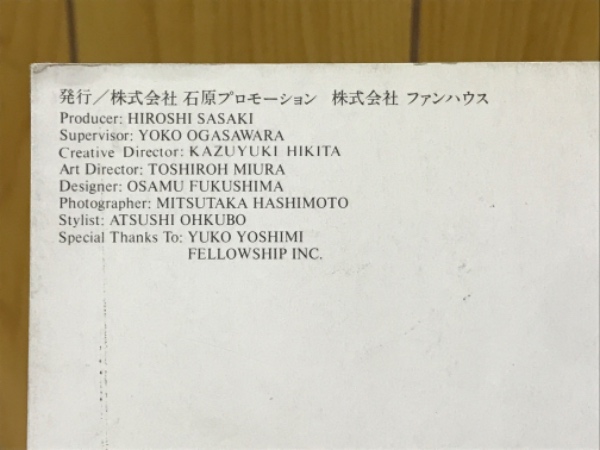 発行/株式会社 石原プロモーション 株式会社 ファンハウス
Producer: HIROSHI SASAKI
Supervisor: YOKO OGASAWARA
Creative Director: KAZUYUKI HIKITA
Art Director: TOSHIROH MIURA
Designer: OSAMU FUKUSHIMA
Photographer: MITSUTAKA HASHIMOTO
Stylist: ATSUSHI OHKUBO
Special Thanks To: YUKO YOSHIMI
FELLOWSHIP INC.